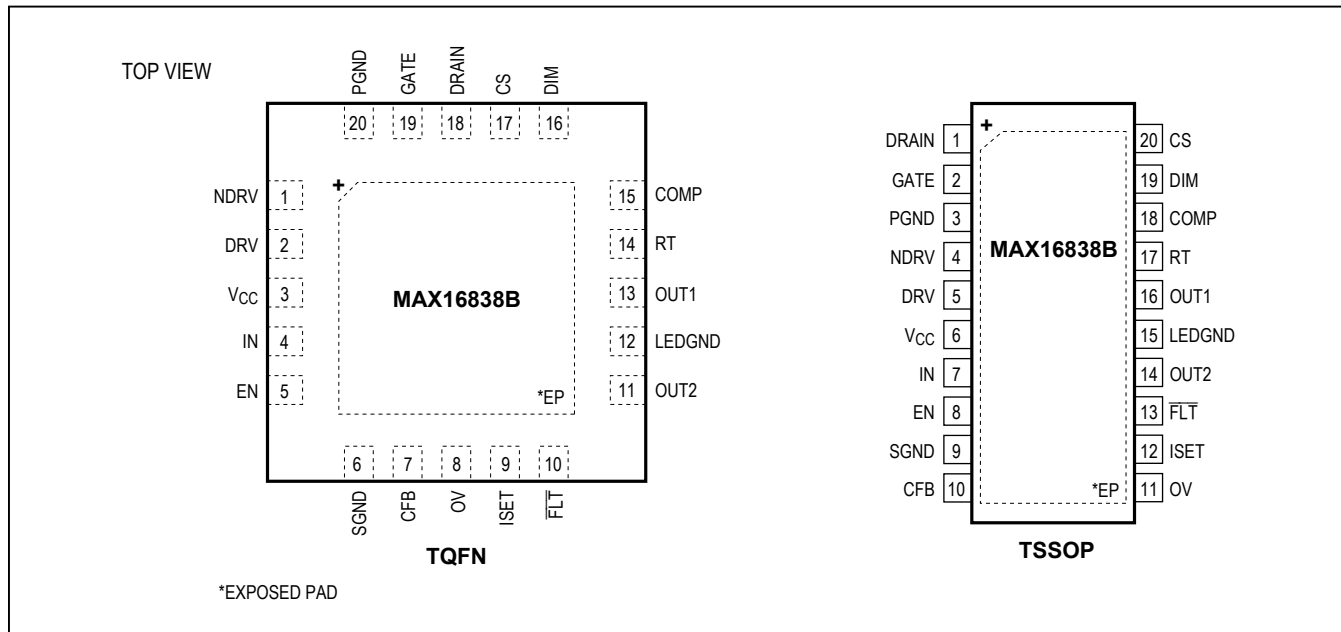 TOP VIEW
PGND GATE DRAIN CS DIM
20 19 18 17 16
NDRV 1
DRV 2
VCC 3
IN 4
EN 5
+
MAX16838B
*EP
15 COMP
14 RT
13 OUT1
12 LEDGND
11 OUT2
6 7 8 9 10
SGND CFB OV ISET F̅L̅T̅
TQFN
*EXPOSED PAD
+
DRAIN 1
GATE 2
PGND 3
NDRV 4
DRV 5
VCC 6
IN 7
EN 8
SGND 9
CFB 10
MAX16838B
*EP
20 CS
19 DIM
18 COMP
17 RT
16 OUT1
15 LEDGND
14 OUT2
13 F̅L̅T̅
12 ISET
11 OV
TSSOP